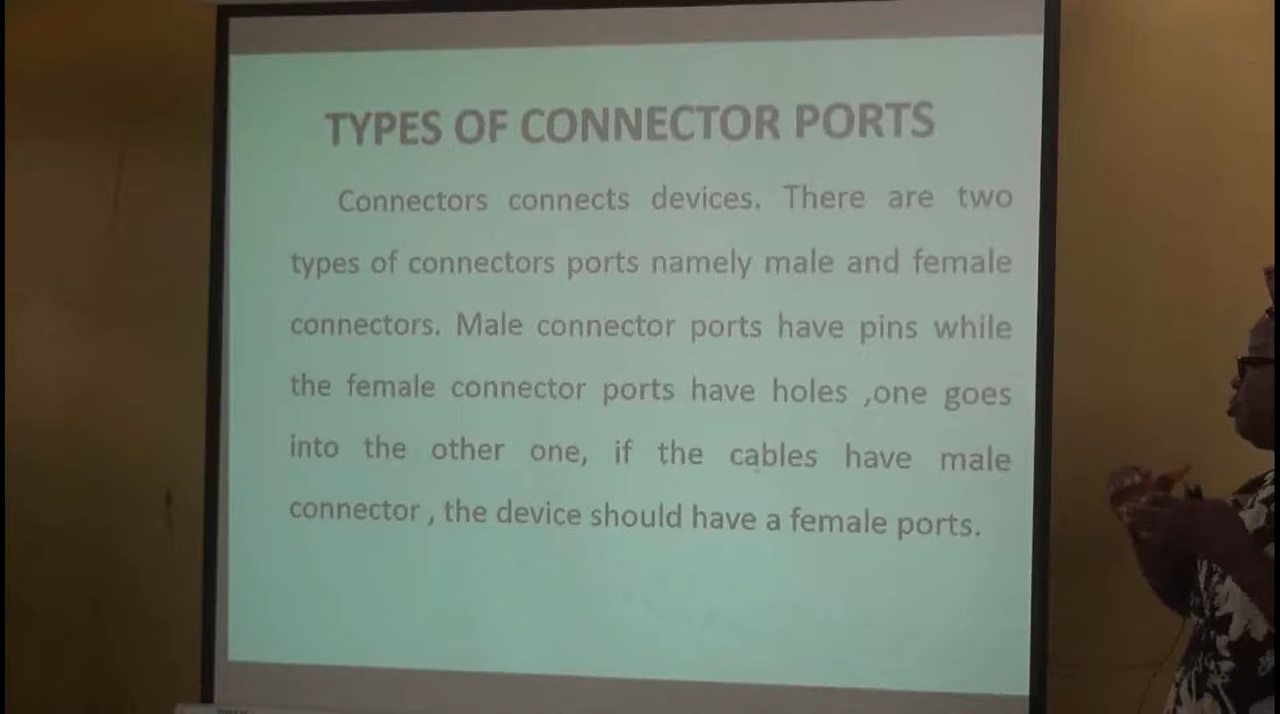 TYPES OF CONNECTOR PORTS
Connectors connects devices. There are two
types of connectors ports namely male and female
connectors. Male connector ports have pins while
the female connector ports have holes ,one goes
into the other one, if the cables have male
connector , the device should have a female ports.